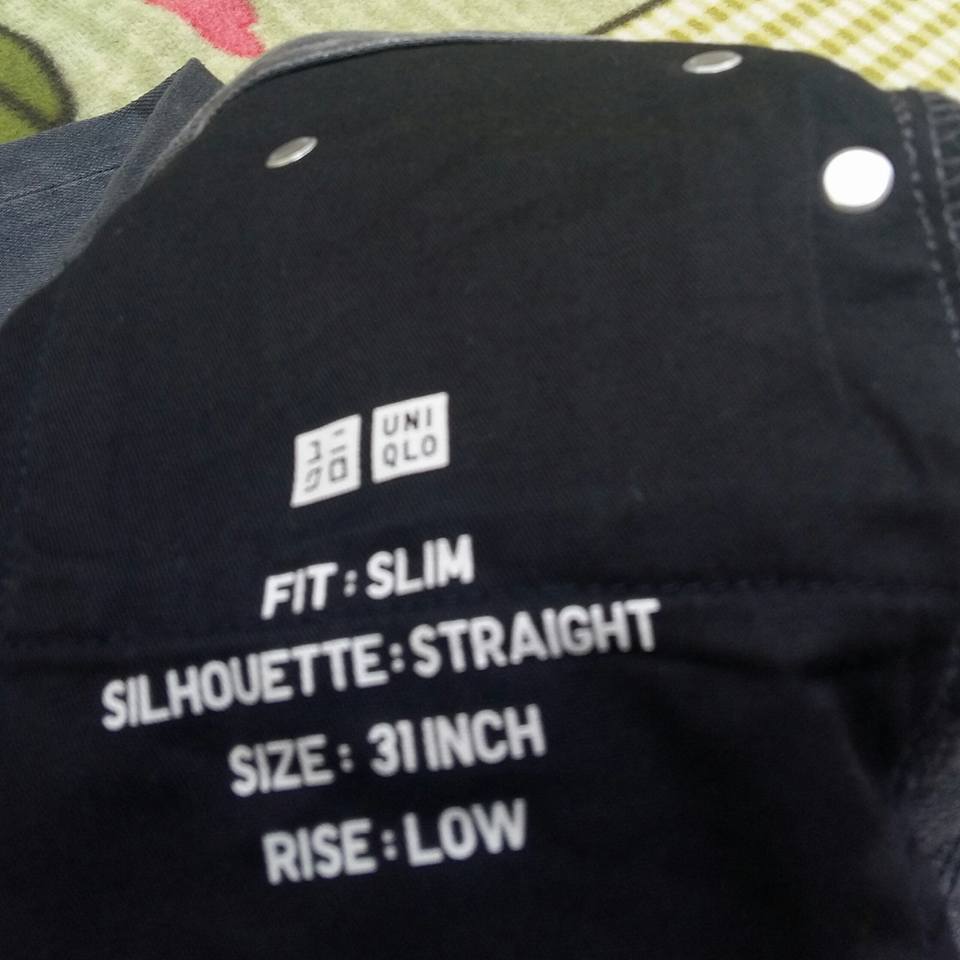 ユニ UNI
クロ QLO
FIT : SLIM
SILHOUETTE : STRAIGHT
SIZE : 31 INCH
RISE : LOW